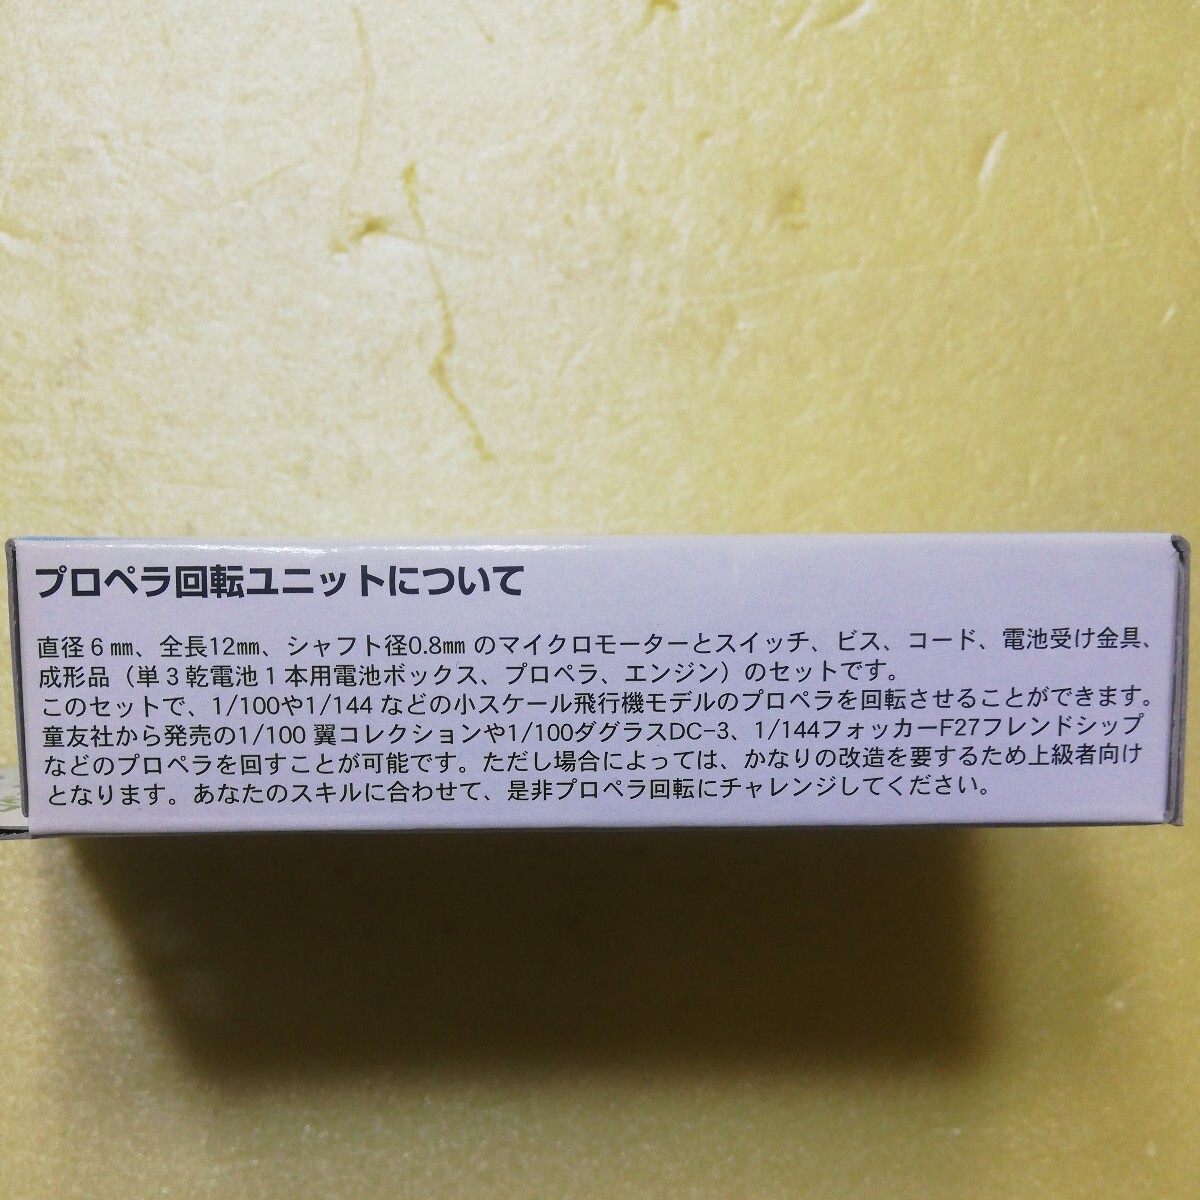 プロペラ回転ユニットについて
直径6㎜、全長12㎜、シャフト径0.8㎜のマイクロモーターとスイッチ、ビス、コード、電池受け金具、
成形品（単3乾電池1本用電池ボックス、プロペラ、エンジン）のセットです。
このセットで、1/100や1/144などの小スケール飛行機モデルのプロペラを回転させることができます。
童友社から発売の1/100 翼コレクションや1/100ダグラスDC-3、1/144フォッカーF27フレンドシップ
などのプロペラを回すことが可能です。ただし場合によっては、かなりの改造を要するため上級者向け
となります。あなたのスキルに合わせて、是非プロペラ回転にチャレンジしてください。